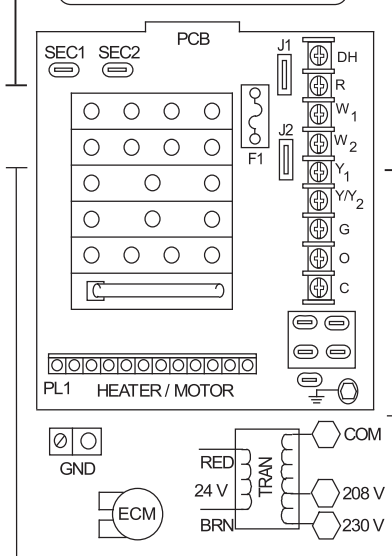 PCB
SEC1 SEC2
J1
DH
R
W1
F1
J2
W2
Y1
Y/Y2
G
O
C
PL1 HEATER / MOTOR
GND
COM
RED
24 V
TRAN
208 V
ECM
BRN
230 V